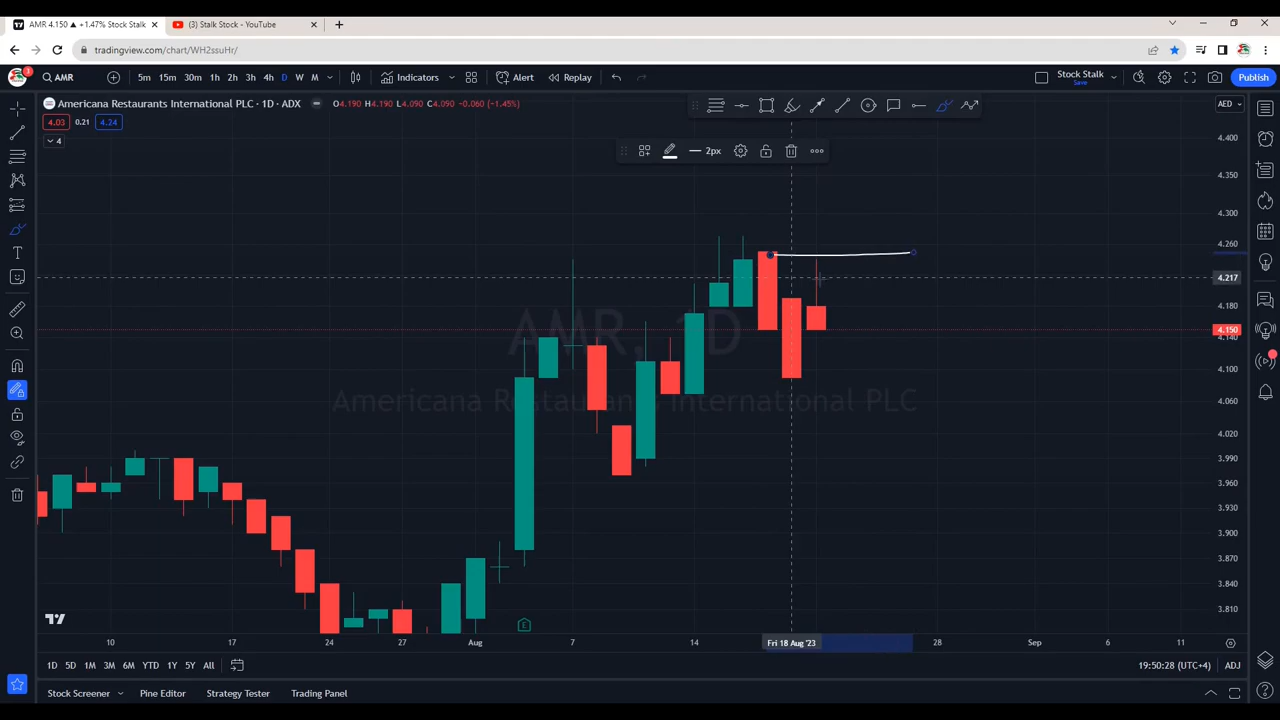 AMR 4.150 ▲ +1.47% Stock Stalk
(3) Stalk Stock - YouTube
tradingview.com/chart/WH2ssuHr/
AMR 5m 15m 30m 1h 2h 3h 4h D W M Indicators Alert Replay Stock Stalk Save Publish
Americana Restaurants International PLC · 1D · ADX O4.190 H4.190 L4.090 C4.090 -0.060 (-1.45%)
AED
4.03 0.21 4.24
4
2px
4.400
4.350
4.300
4.260
4.217
4.180
4.150
4.140
4.100
4.060
4.020
3.990
3.960
3.930
3.900
3.870
3.840
3.810
AMR, 1D
Americana Restaurants International PLC
E
10 17 24 27 Aug 7 14 Fri 18 Aug '23 28 Sep 6 11
1D 5D 1M 3M 6M YTD 1Y 5Y All 19:50:28 (UTC+4) ADJ
Stock Screener Pine Editor Strategy Tester Trading Panel